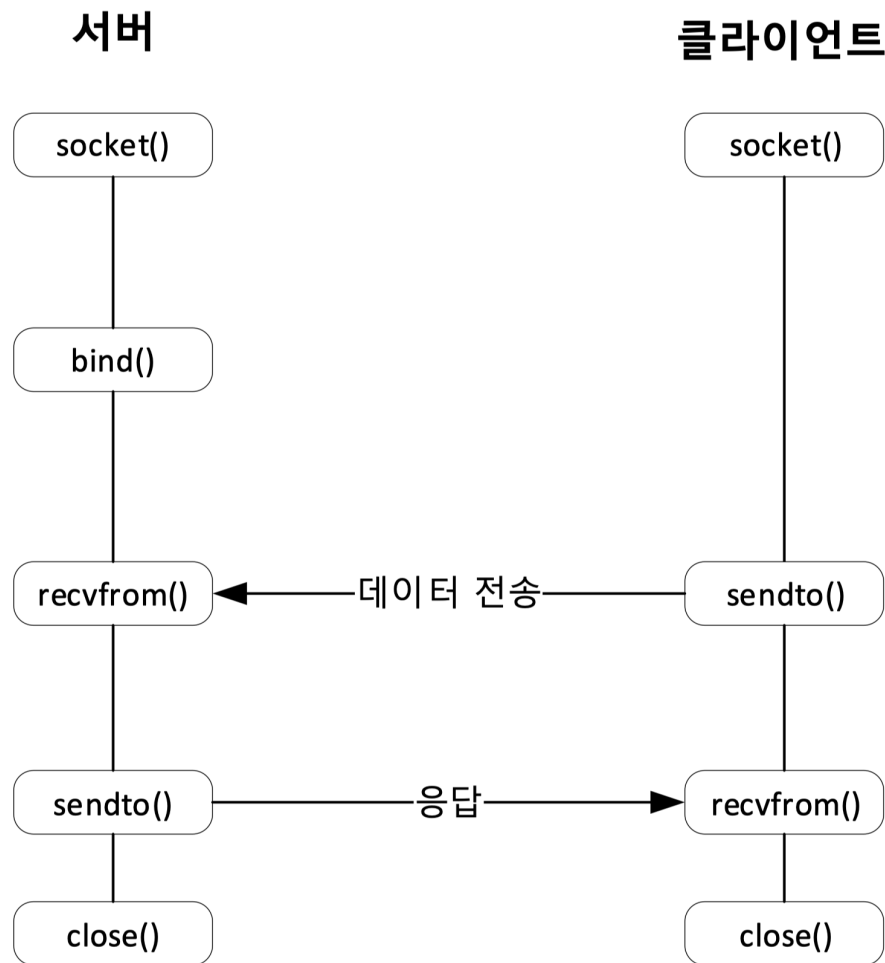 서버
클라이언트
socket()
socket()
bind()
recvfrom()
데이터 전송
sendto()
sendto()
응답
recvfrom()
close()
close()